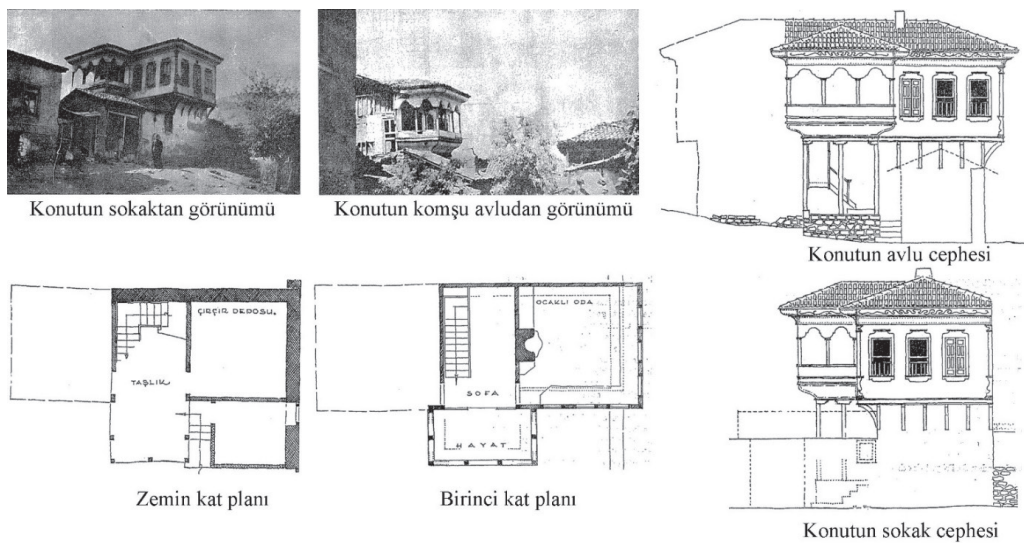 Konutun sokaktan görünümü
Konutun komşu avludan görünümü
Konutun avlu cephesi
ÇIRÇIR DEPOSU.
TAŞLIK
OCAKLI ODA
SOFA
HAYAT
Zemin kat planı
Birinci kat planı
Konutun sokak cephesi